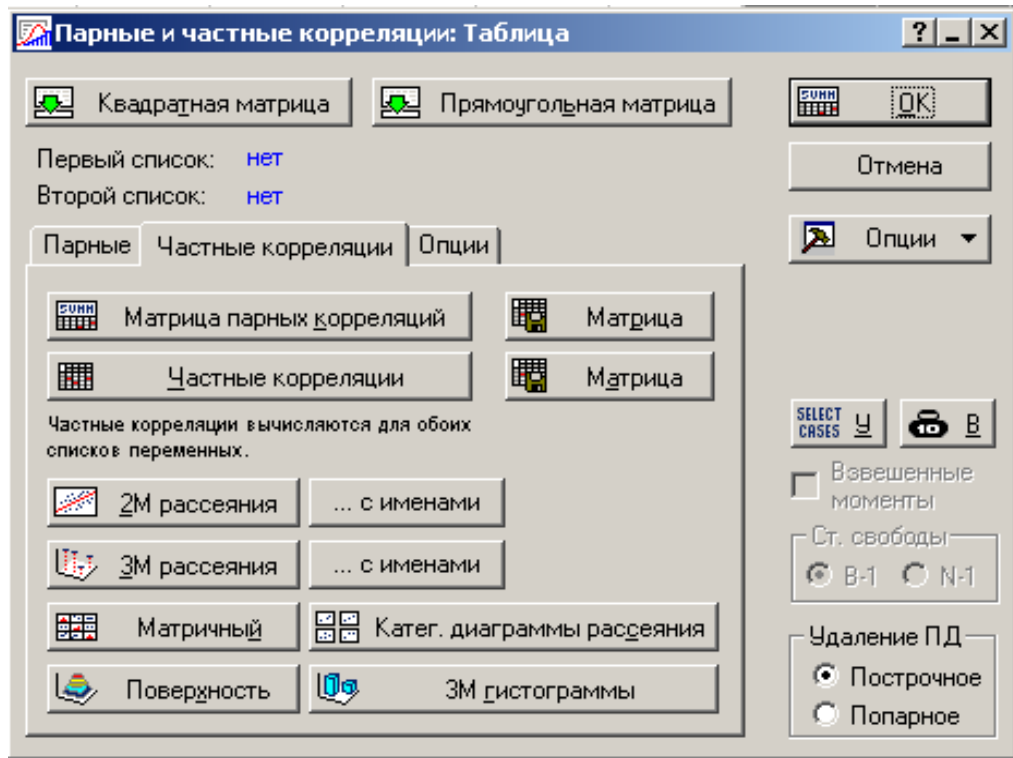 Парные и частные корреляции: Таблица
? _ X
Квадратная матрица
Прямоугольная матрица
SUMM
OK
Первый список: нет
Второй список: нет
Отмена
Опции
Парные
Частные корреляции
Опции
SUMM
Матрица парных корреляций
Матрица
Частные корреляции
Матрица
Частные корреляции вычисляются для обоих
списков переменных.
SELECT
CASES
У
10
В
2М рассеяния
... с именами
Взвешенные
моменты
3М рассеяния
... с именами
Ст. свободы
В-1
N-1
Матричный
Катег. диаграммы рассеяния
Удаление ПД
Поверхность
3М гистограммы
Построчное
Попарное